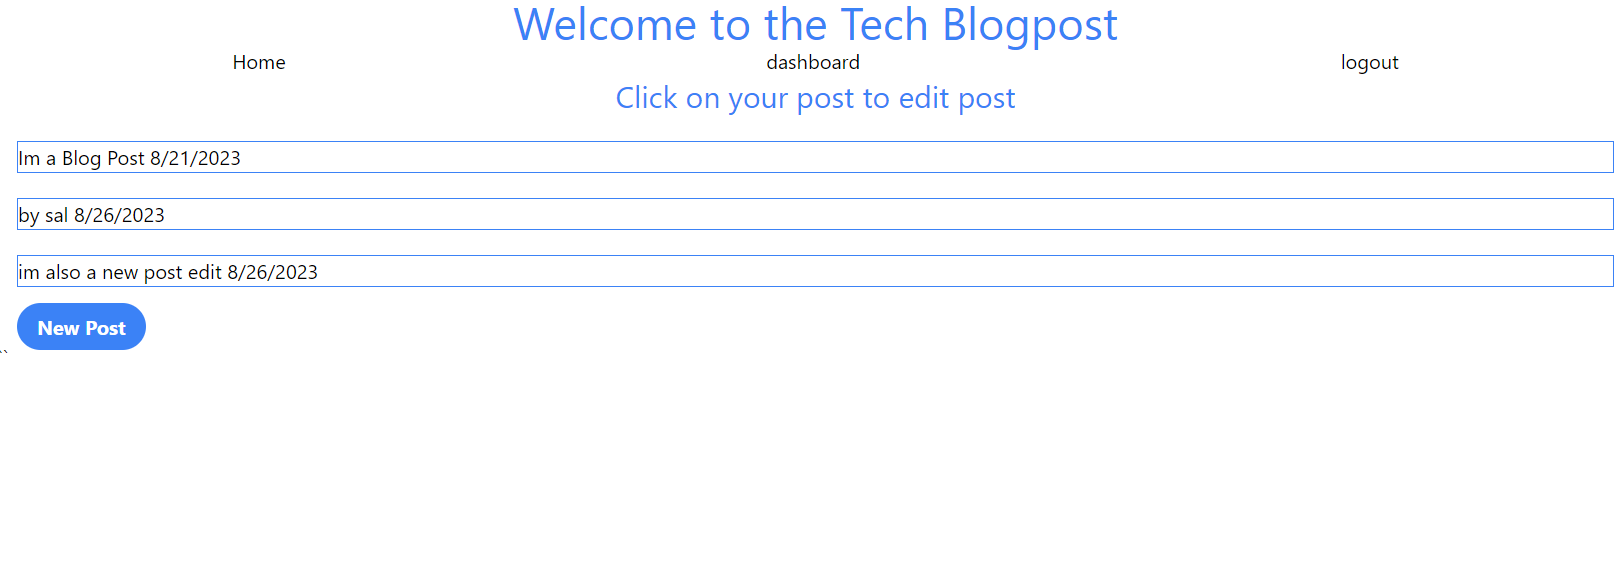 Welcome to the Tech Blogpost
Home dashboard logout
Click on your post to edit post
Im a Blog Post 8/21/2023
by sal 8/26/2023
im also a new post edit 8/26/2023
New Post
``